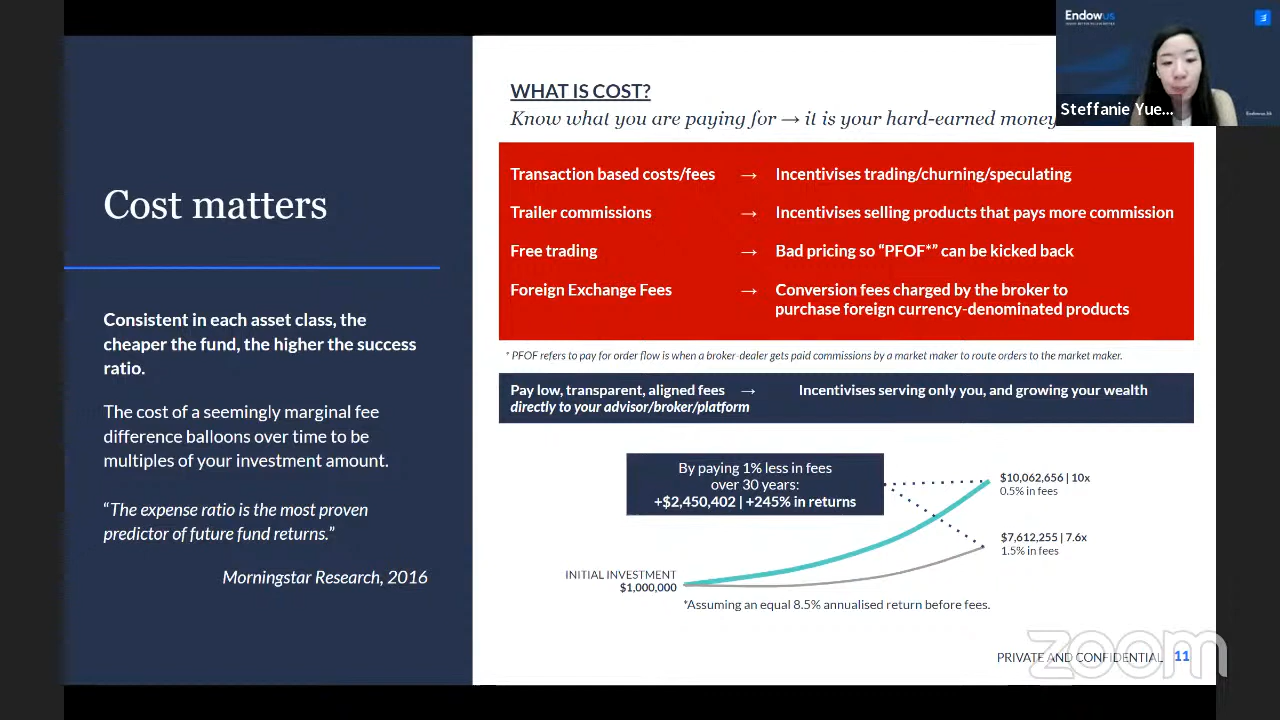 Endowus
Steffanie Yue...
Cost matters
Consistent in each asset class, the
cheaper the fund, the higher the success
ratio.
The cost of a seemingly marginal fee
difference balloons over time to be
multiples of your investment amount.
“The expense ratio is the most proven
predictor of future fund returns.”
Morningstar Research, 2016
WHAT IS COST?
Know what you are paying for → it is your hard-earned money
Transaction based costs/fees → Incentivises trading/churning/speculating
Trailer commissions → Incentivises selling products that pays more commission
Free trading → Bad pricing so “PFOF*” can be kicked back
Foreign Exchange Fees → Conversion fees charged by the broker to
purchase foreign currency-denominated products
* PFOF refers to pay for order flow is when a broker-dealer gets paid commissions by a market maker to route orders to the market maker.
Pay low, transparent, aligned fees → Incentivises serving only you, and growing your wealth
directly to your advisor/broker/platform
By paying 1% less in fees
over 30 years:
+$2,450,402 | +245% in returns
$10,062,656 | 10x
0.5% in fees
$7,612,255 | 7.6x
1.5% in fees
INITIAL INVESTMENT
$1,000,000
*Assuming an equal 8.5% annualised return before fees.
PRIVATE AND CONFIDENTIAL 11
zoom